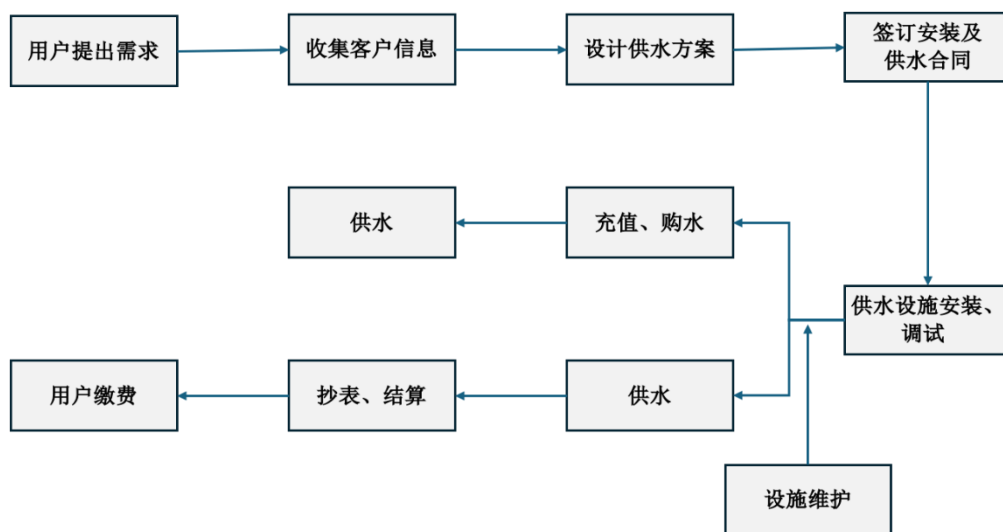 用户提出需求
收集客户信息
设计供水方案
签订安装及
供水合同
供水
充值、购水
供水设施安装、
调试
用户缴费
抄表、结算
供水
设施维护